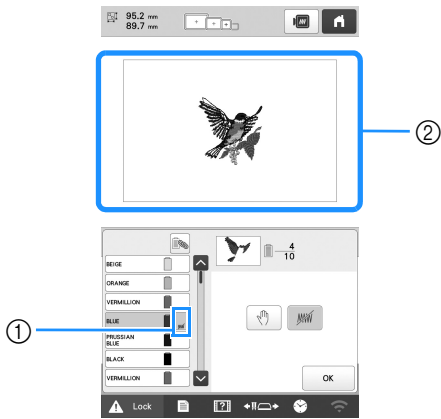 95.2 mm
89.7 mm
②
4
10
BEIGE
ORANGE
VERMILLION
BLUE
①
PRUSSIAN
BLUE
BLACK
VERMILLION
OK
Lock